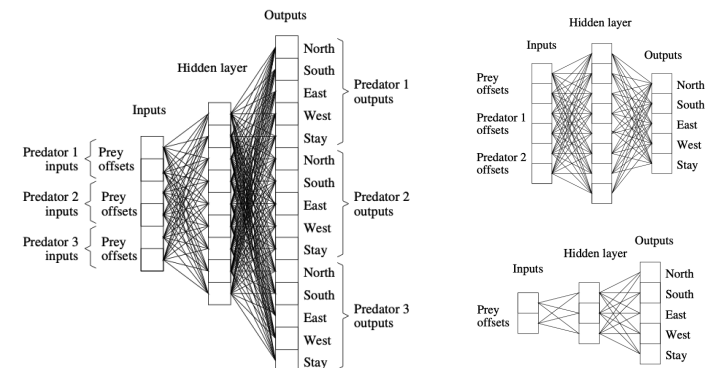 Outputs
Hidden layer
Inputs
Predator 1
inputs
Prey
offsets
Predator 2
inputs
Prey
offsets
Predator 3
inputs
Prey
offsets
North
South
East
West
Stay
Predator 1
outputs
North
South
East
West
Stay
Predator 2
outputs
North
South
East
West
Stay
Predator 3
outputs
Hidden layer
Inputs
Outputs
Prey
offsets
Predator 1
offsets
Predator 2
offsets
North
South
East
West
Stay
Outputs
Hidden layer
Inputs
Prey
offsets
North
South
East
West
Stay